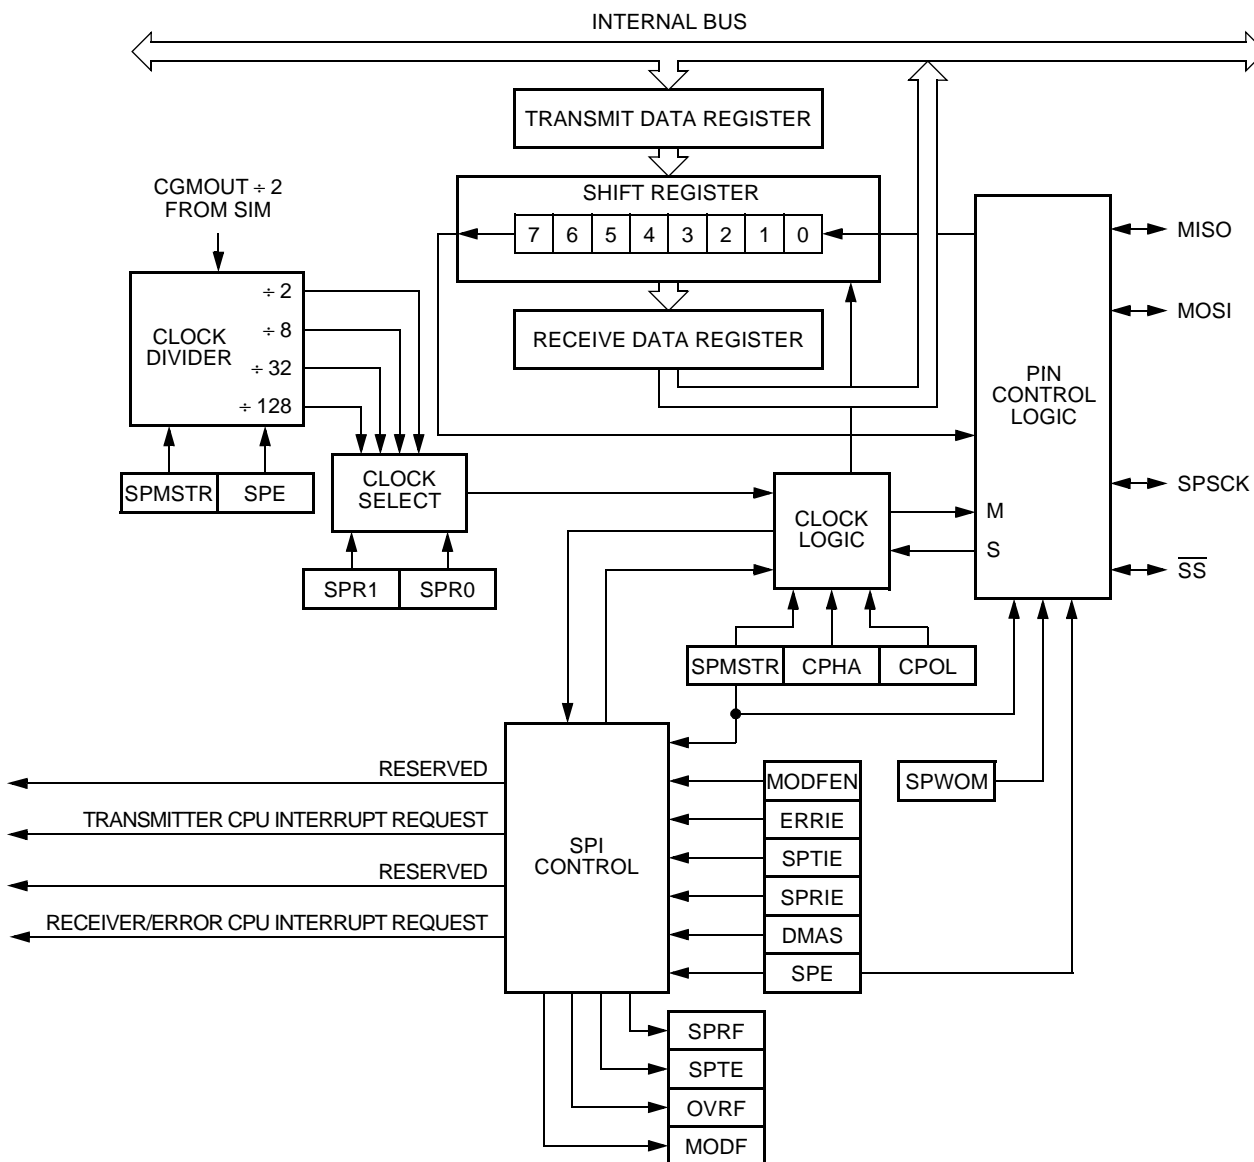 INTERNAL BUS
TRANSMIT DATA REGISTER
CGMOUT ÷ 2
FROM SIM
SHIFT REGISTER
7 6 5 4 3 2 1 0
MISO
÷ 2
÷ 8
÷ 32
÷ 128
CLOCK
DIVIDER
RECEIVE DATA REGISTER
MOSI
PIN
CONTROL
LOGIC
SPMSTR SPE
CLOCK
SELECT
SPSCK
CLOCK
LOGIC
M
S
SS
SPR1 SPR0
SPMSTR CPHA CPOL
RESERVED
TRANSMITTER CPU INTERRUPT REQUEST
RESERVED
RECEIVER/ERROR CPU INTERRUPT REQUEST
SPI
CONTROL
MODFEN
ERRIE
SPTIE
SPRIE
DMAS
SPE
SPWOM
SPRF
SPTE
OVRF
MODF